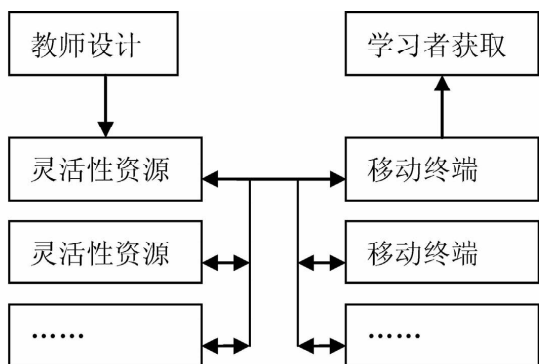 教师设计
学习者获取
灵活性资源
移动终端
灵活性资源
移动终端
……
……